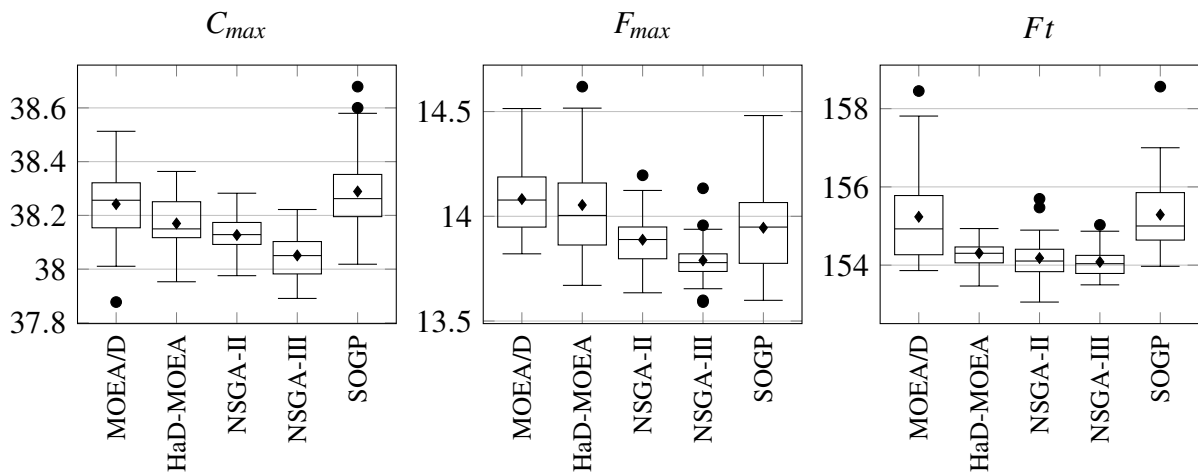 C_max
38.6
38.4
38.2
38
37.8
MOEA/D
HaD-MOEA
NSGA-II
NSGA-III
SOGP
F_max
14.5
14
13.5
MOEA/D
HaD-MOEA
NSGA-II
NSGA-III
SOGP
Ft
158
156
154
MOEA/D
HaD-MOEA
NSGA-II
NSGA-III
SOGP